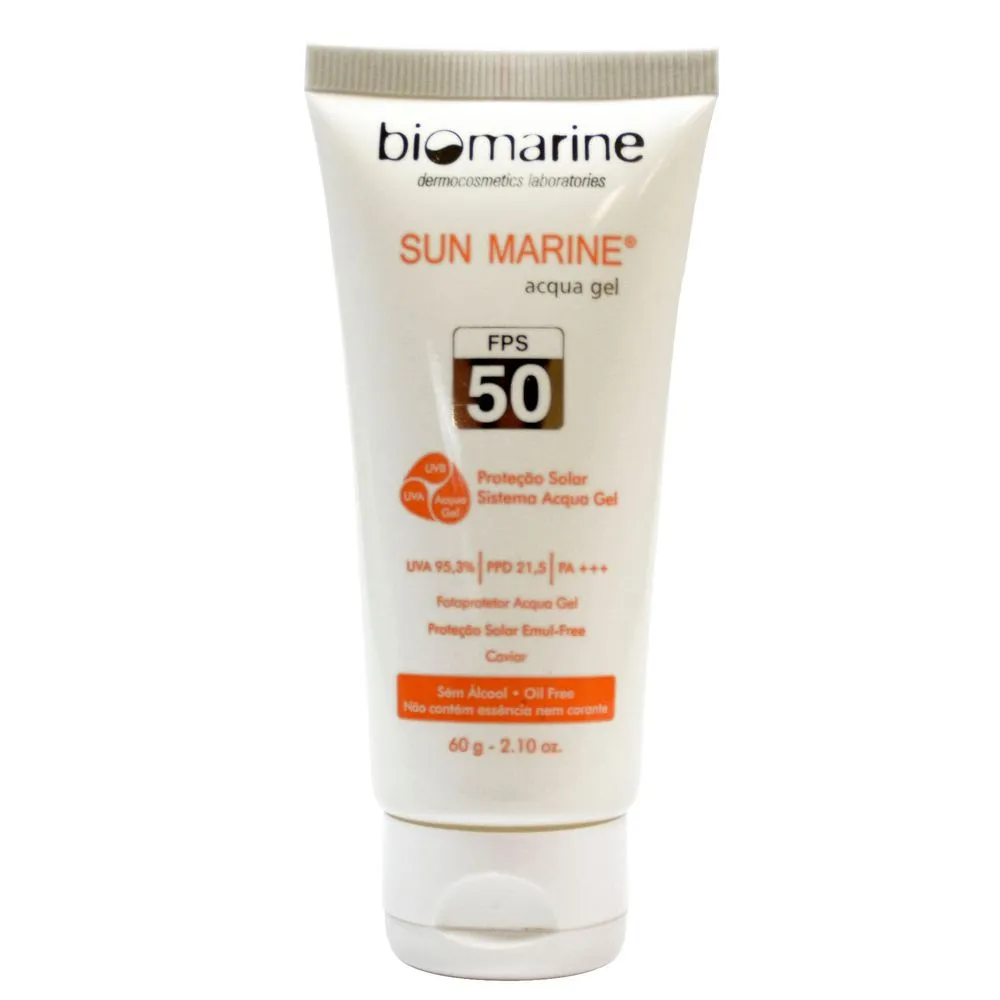 biomarine
dermocosmetics laboratories
SUN MARINE®
acqua gel
FPS
50
UVB
UVA
Acqua
Gel
Proteção Solar
Sistema Acqua Gel
UVA 95,3% | PPD 21,5 | PA +++
Fotoprotetor Acqua Gel
Proteção Solar Emul-Free
Caviar
Sem Álcool • Oil Free
Não contém essência nem corante
60 g - 2.10 oz.